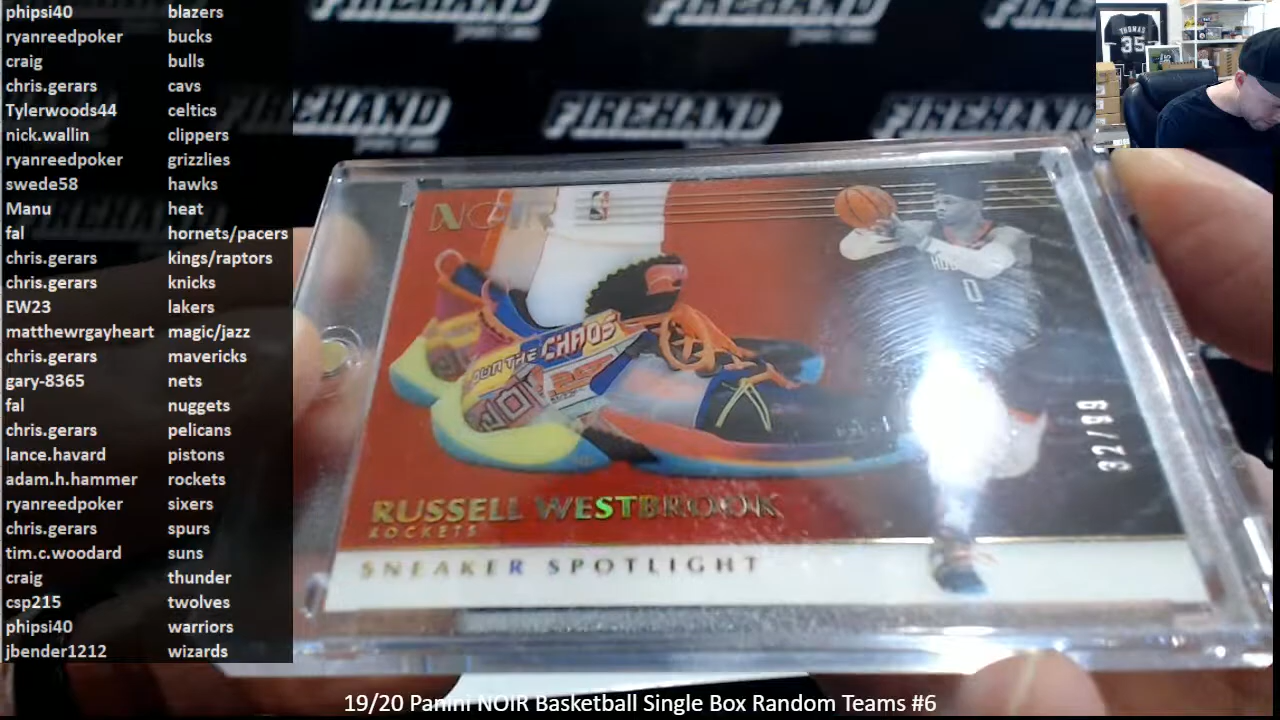 phipsi40 blazers
ryanreedpoker bucks
craig bulls
chris.gerars cavs
Tylerwoods44 celtics
nick.wallin clippers
ryanreedpoker grizzlies
swede58 hawks
Manu heat
fal hornets/pacers
chris.gerars kings/raptors
chris.gerars knicks
EW23 lakers
matthewrgayheart magic/jazz
chris.gerars mavericks
gary-8365 nets
fal nuggets
chris.gerars pelicans
lance.havard pistons
adam.h.hammer rockets
ryanreedpoker sixers
chris.gerars spurs
tim.c.woodard suns
craig thunder
csp215 twolves
phipsi40 warriors
jbender1212 wizards
FIREHAND
FIREHAND
FIREHAND
THOMAS
35
NOIR
THE CHAOS
0
32/99
RUSSELL WESTBROOK
ROCKETS
SNEAKER SPOTLIGHT
19/20 Panini NOIR Basketball Single Box Random Teams #6